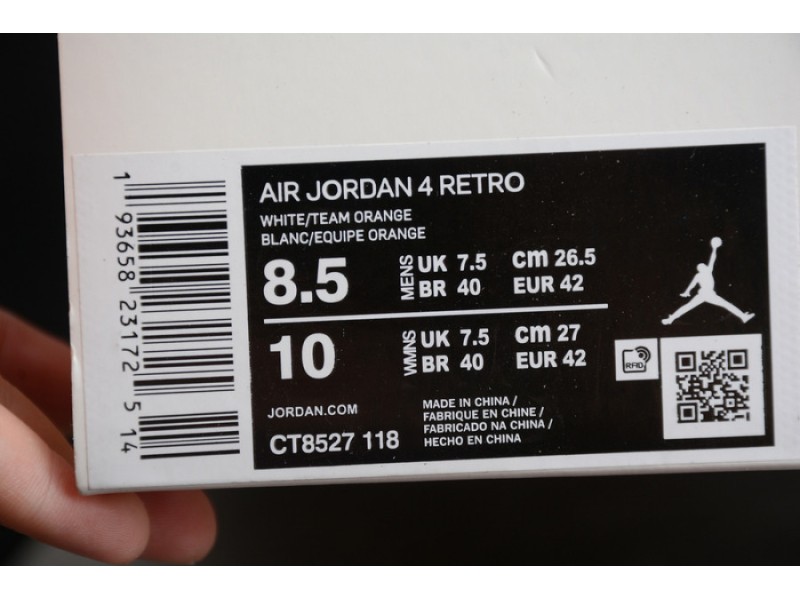 1 93658 23172 5 14
AIR JORDAN 4 RETRO
WHITE/TEAM ORANGE
BLANC/EQUIPE ORANGE
8.5 MENS UK 7.5 cm 26.5
BR 40 EUR 42
10 WMNS UK 7.5 cm 27
BR 40 EUR 42
RFID
JORDAN.COM
CT8527 118
MADE IN CHINA /
FABRIQUE EN CHINE /
FABRICADO NA CHINA /
HECHO EN CHINA